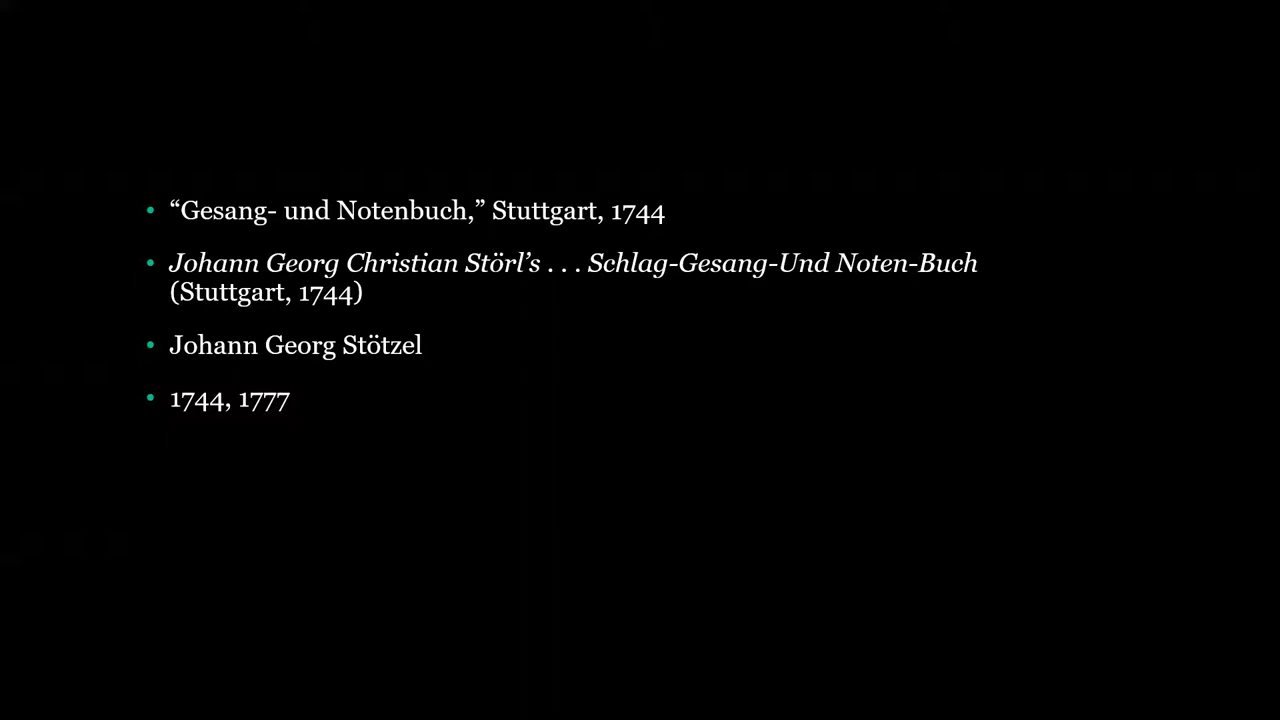 • “Gesang- und Notenbuch,” Stuttgart, 1744
• Johann Georg Christian Störl’s . . . Schlag-Gesang-Und Noten-Buch
(Stuttgart, 1744)
• Johann Georg Stötzel
• 1744, 1777